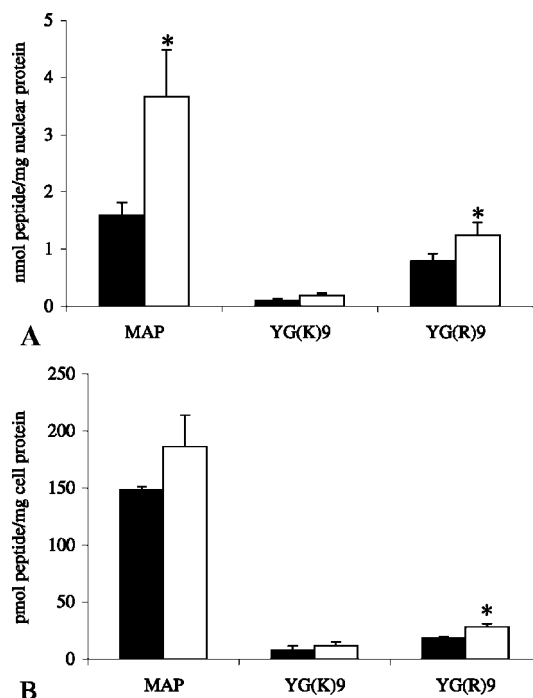 nmol peptide/mg nuclear protein
5
4
3
2
1
0
*
*
MAP YG(K)9 YG(R)9
A
pmol peptide/mg cell protein
250
200
150
100
50
0
*
MAP YG(K)9 YG(R)9
B